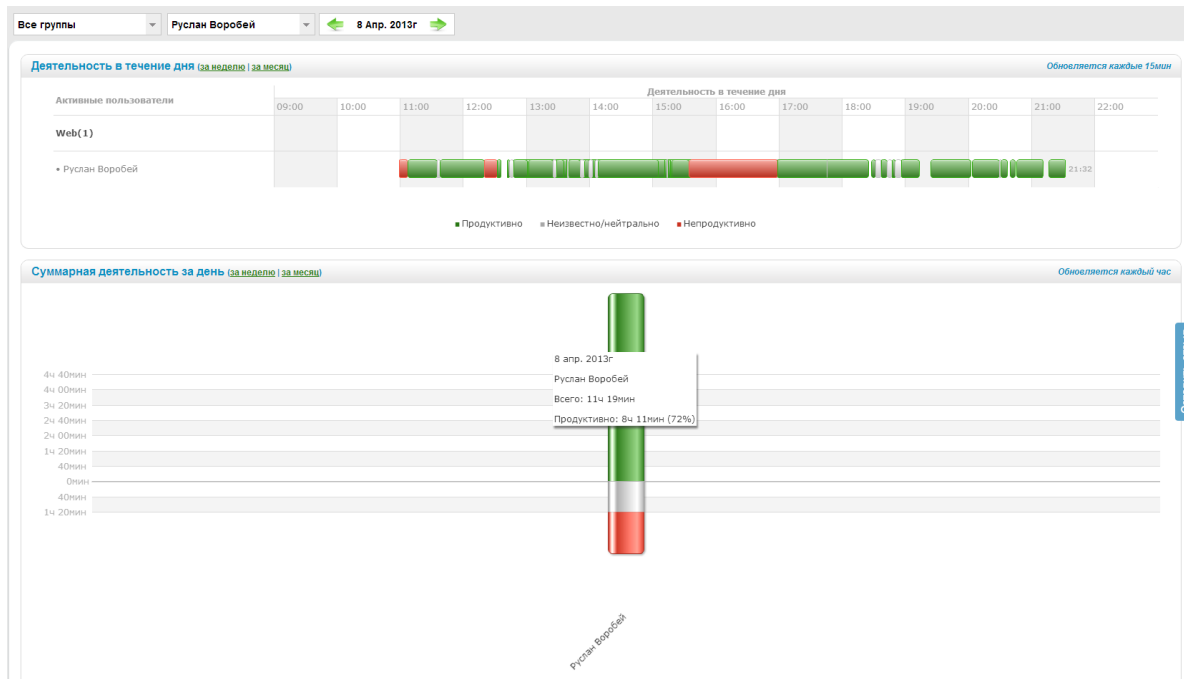 Все группы Руслан Воробей 8 Апр. 2013г
Деятельность в течение дня (за неделю | за месяц) Обновляется каждые 15мин
Деятельность в течение дня
Активные пользователи
09:00 10:00 11:00 12:00 13:00 14:00 15:00 16:00 17:00 18:00 19:00 20:00 21:00 22:00
Web(1)
• Руслан Воробей 21:32
Продуктивно Неизвестно/нейтрально Непродуктивно
Суммарная деятельность за день (за неделю | за месяц) Обновляется каждый час
8 апр. 2013г
Руслан Воробей
Всего: 11ч 19мин
Продуктивно: 8ч 11мин (72%)
4ч 40мин
4ч 00мин
3ч 20мин
2ч 40мин
2ч 00мин
1ч 20мин
40мин
0мин
40мин
1ч 20мин
Руслан Воробей